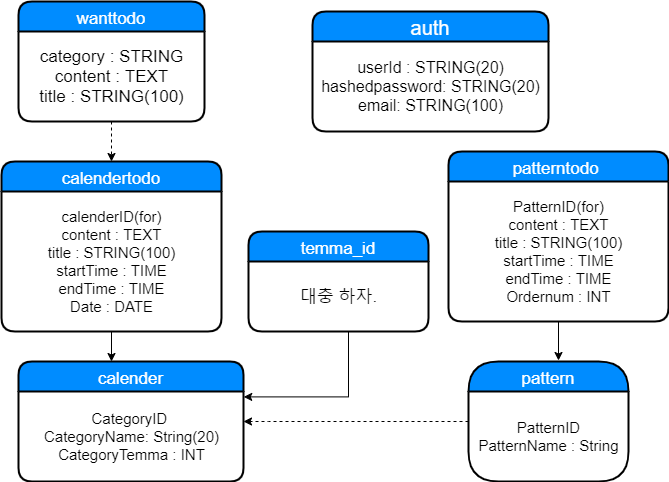 wanttodo
category : STRING
content : TEXT
title : STRING(100)
auth
userId : STRING(20)
hashedpassword: STRING(20)
email: STRING(100)
calendertodo
calenderID(for)
content : TEXT
title : STRING(100)
startTime : TIME
endTime : TIME
Date : DATE
temma_id
대충 하자.
patterntodo
PatternID(for)
content : TEXT
title : STRING(100)
startTime : TIME
endTime : TIME
Ordernum : INT
calender
CategoryID
CategoryName: String(20)
CategoryTemma : INT
pattern
PatternID
PatternName : String